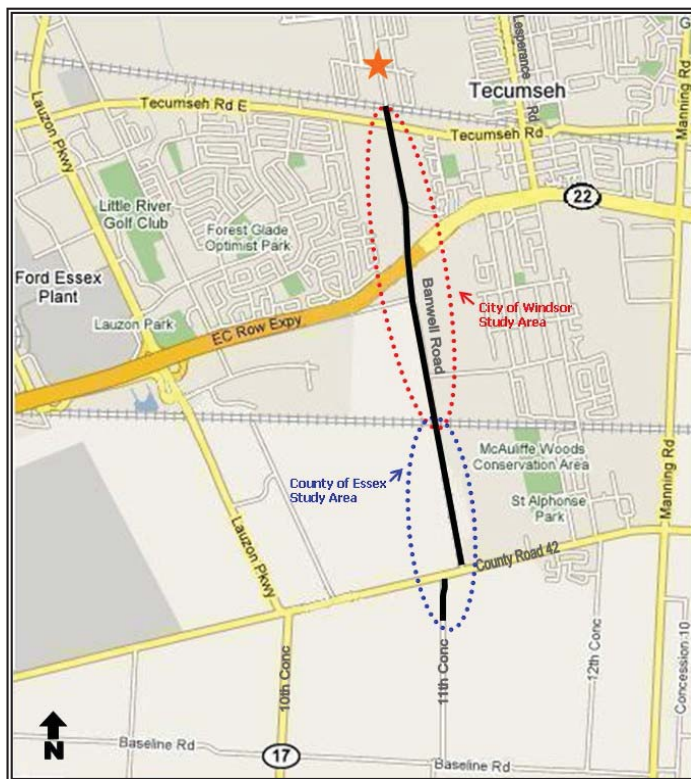 Lauzon Pkwy
Lesperance Rd
G
Tecumseh Rd E
Tecumseh
Manning Rd
Tecumseh Rd
22
Little River
Golf Club
Forest Glade
Optimist Park
Ford Essex
Plant
City of Windsor
Study Area
Banwell Road
Lauzon Park
EC Row Expy
McAuliffe Woods
Conservation Area
County of Essex
Study Area
St Alphonse
Park
Manning Rd
Lauzon Pkwy
County Road 42
10th Conc
11th Conc
12th Conc
Concession 10
N
Baseline Rd
17
Baseline Rd